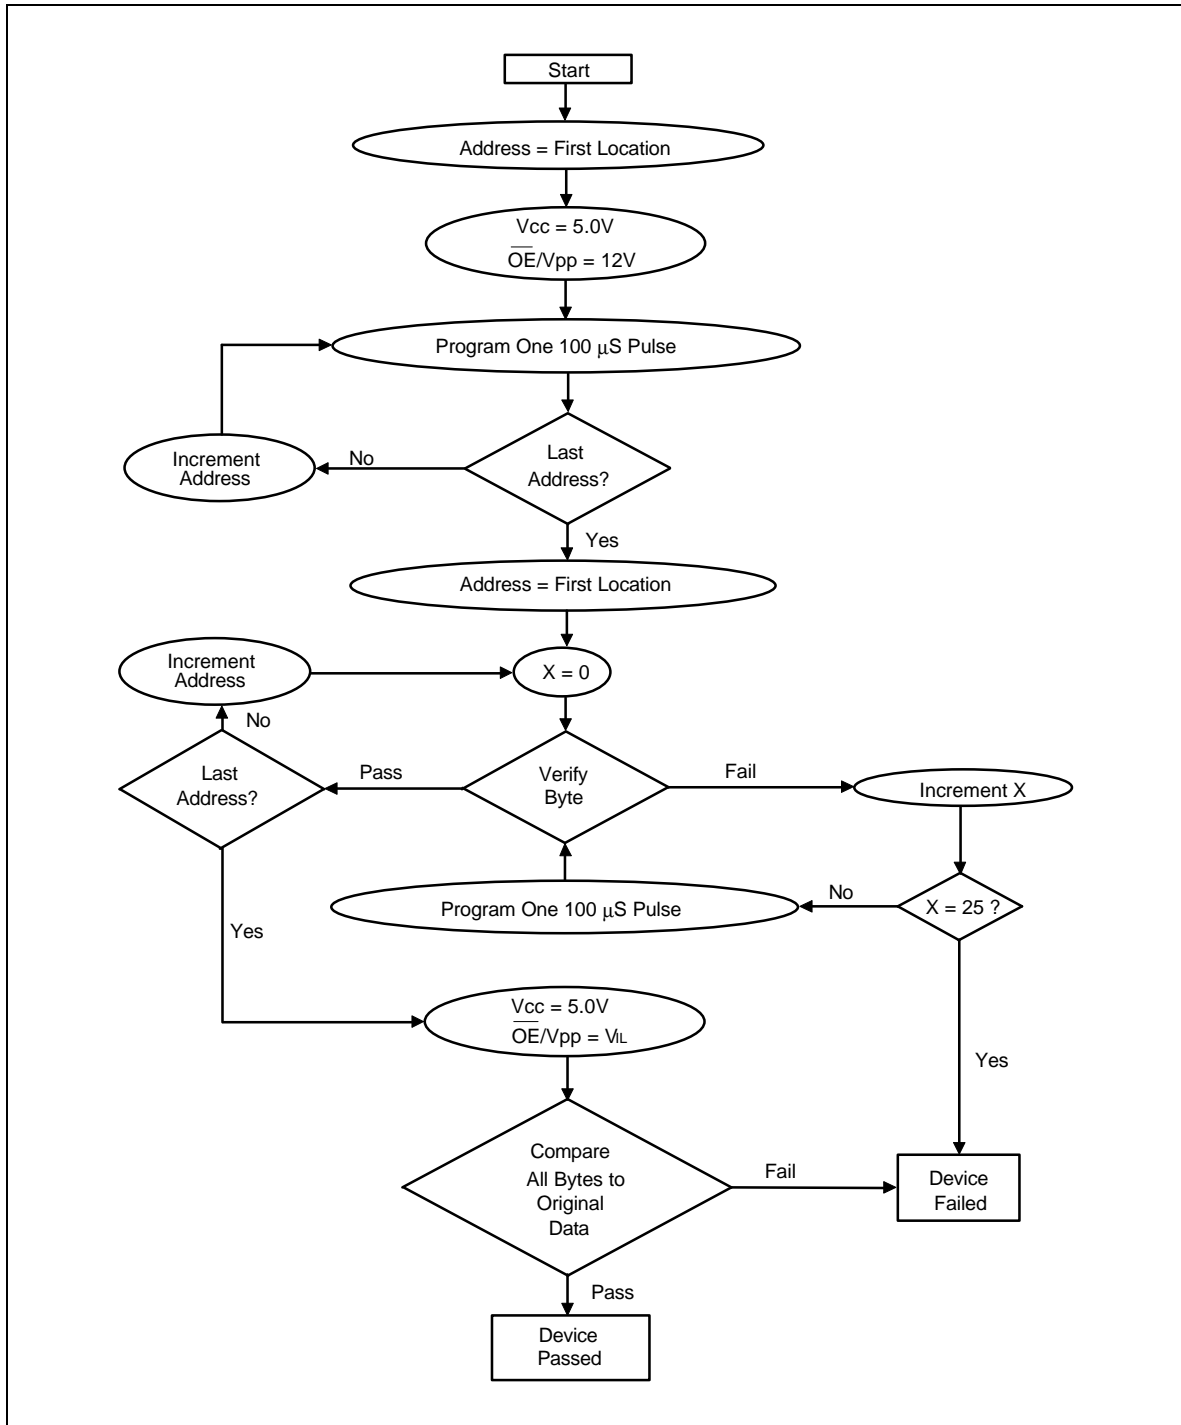 Start
Address = First Location
Vcc = 5.0V
O̅E̅/Vpp = 12V
Program One 100 µS Pulse
Last
Address?
No
Increment
Address
Yes
Address = First Location
Increment
Address
X = 0
No
Last
Address?
Pass
Verify
Byte
Fail
Increment X
Program One 100 µS Pulse
No
X = 25 ?
Yes
Vcc = 5.0V
O̅E̅/Vpp = VIL
Yes
Compare
All Bytes to
Original
Data
Fail
Device
Failed
Pass
Device
Passed